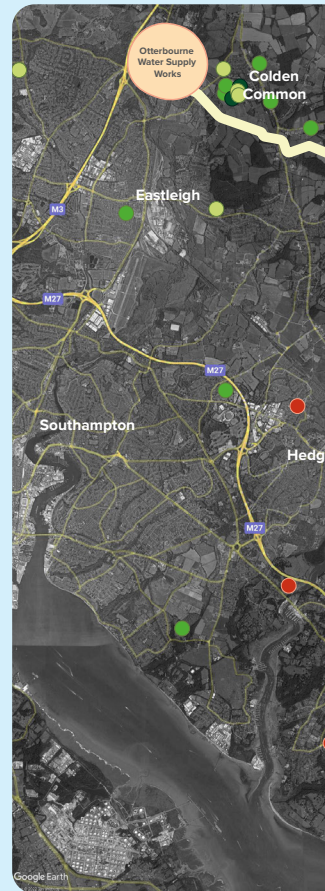 Otterbourne
Water Supply
Works
Colden
Common
Eastleigh
M3
M27
M27
Southampton
Hedg
M27
Google Earth